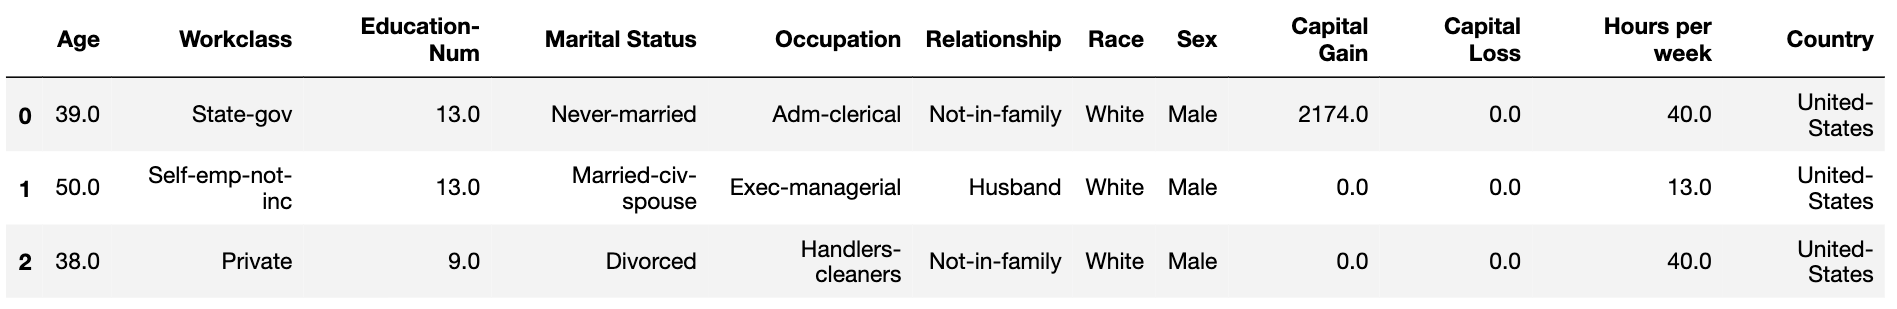 Age Workclass Education-Num Marital Status Occupation Relationship Race Sex Capital Gain Capital Loss Hours per week Country
0 39.0 State-gov 13.0 Never-married Adm-clerical Not-in-family White Male 2174.0 0.0 40.0 United-States
1 50.0 Self-emp-not-inc 13.0 Married-civ-spouse Exec-managerial Husband White Male 0.0 0.0 13.0 United-States
2 38.0 Private 9.0 Divorced Handlers-cleaners Not-in-family White Male 0.0 0.0 40.0 United-States